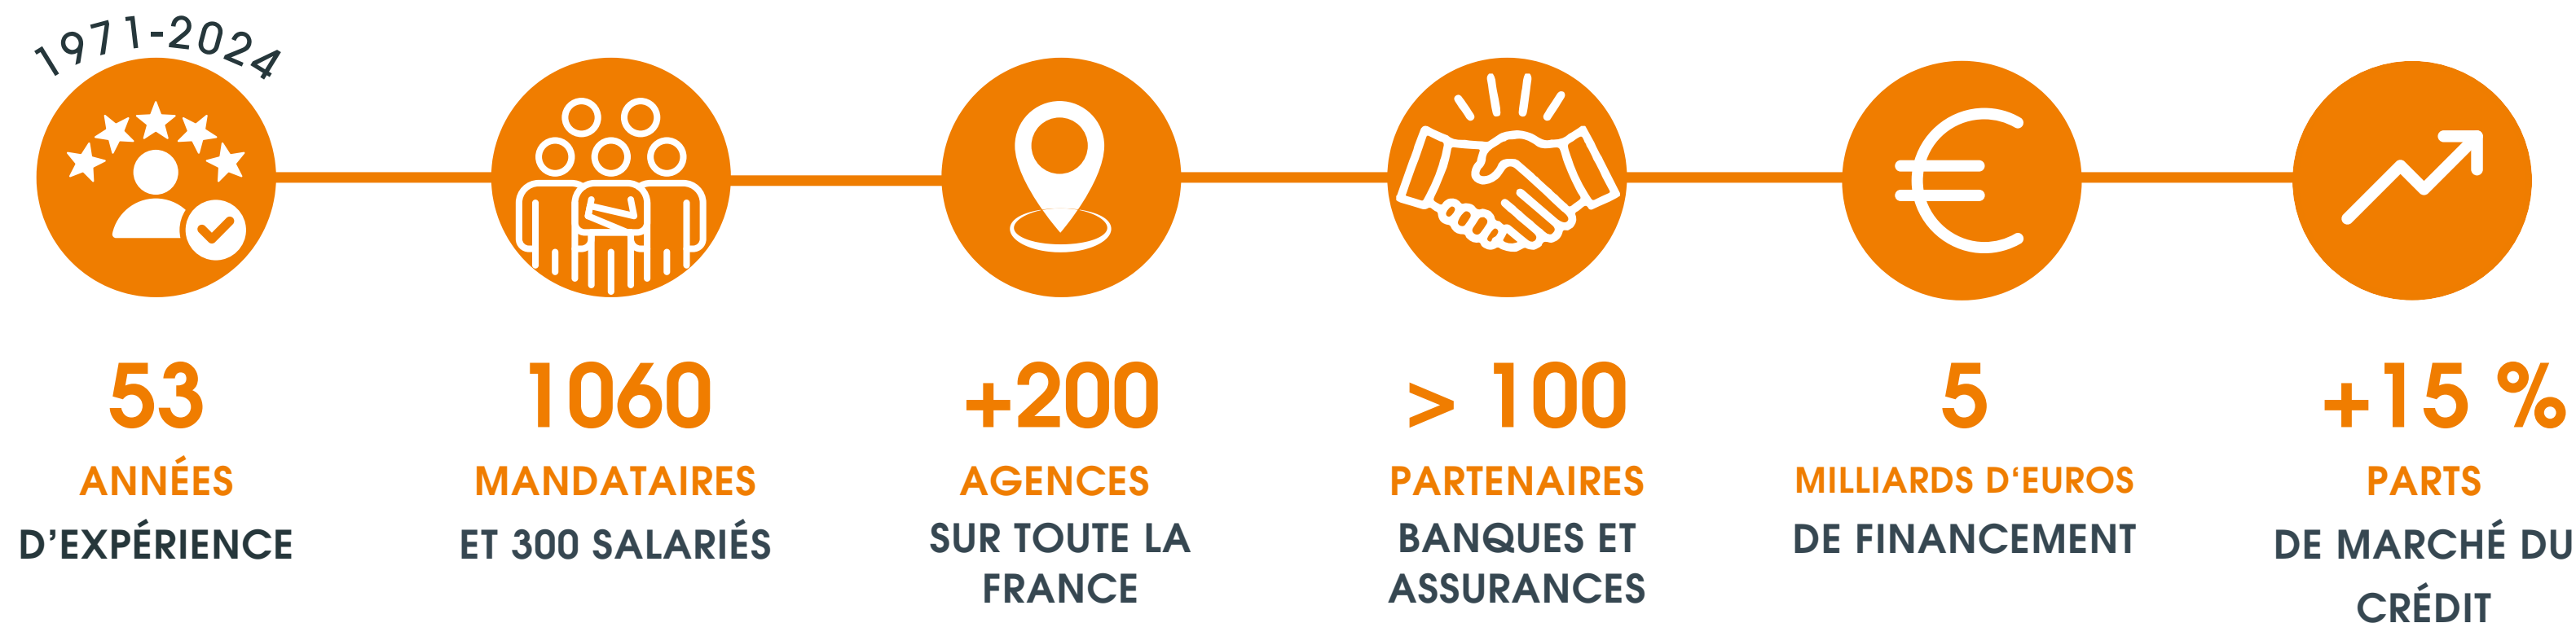 1971-2024
53
ANNÉES
D’EXPÉRIENCE
1060
MANDATAIRES
ET 300 SALARIÉS
+200
AGENCES
SUR TOUTE LA
FRANCE
> 100
PARTENAIRES
BANQUES ET
ASSURANCES
5
MILLIARDS D‘EUROS
DE FINANCEMENT
+15 %
PARTS
DE MARCHÉ DU
CRÉDIT